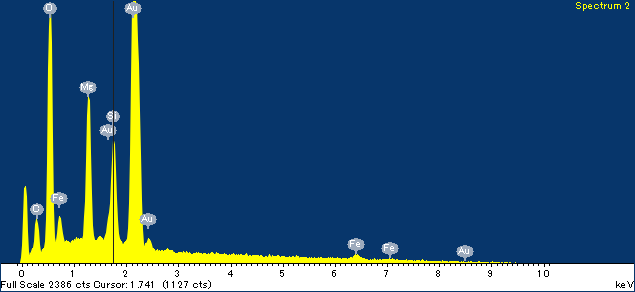 Spectrum 2
O
Au
Mg
Si
Au
Fe
O
Au
Fe
Fe
Au
0 1 2 3 4 5 6 7 8 9 10
Full Scale 2386 cts Cursor: 1.741 (1127 cts) keV